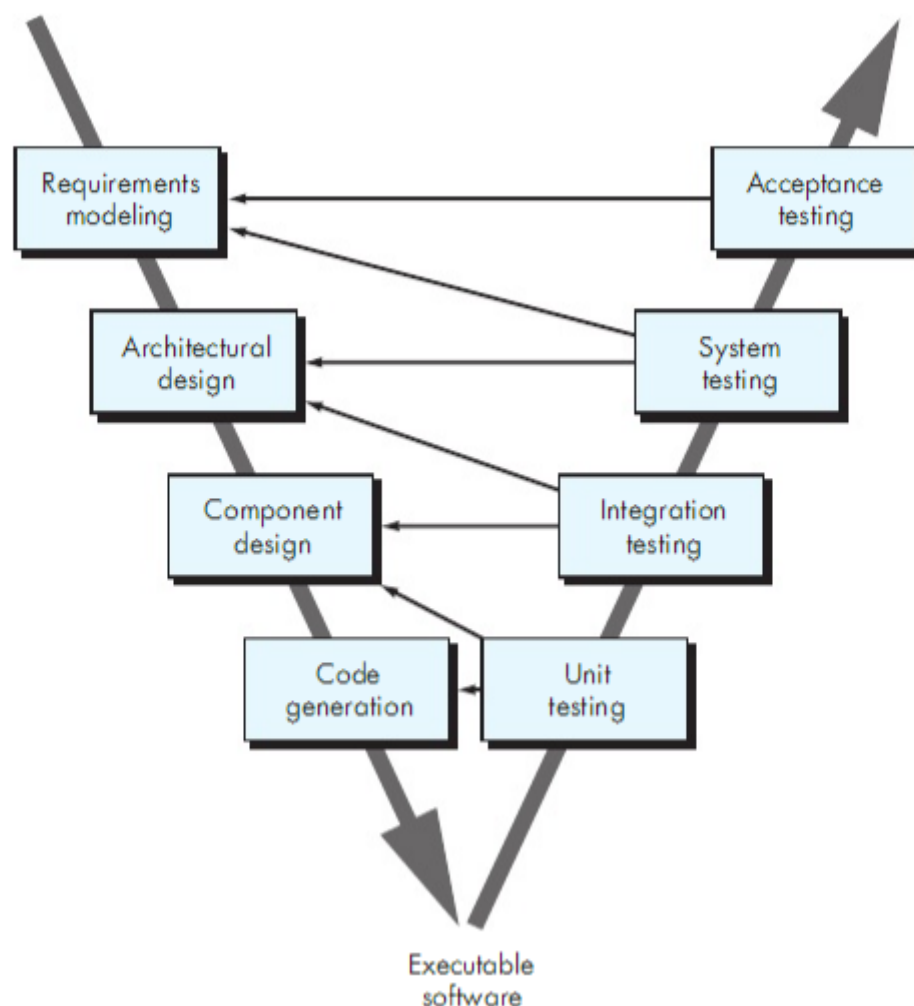 Requirements
modeling
Acceptance
testing
Architectural
design
System
testing
Component
design
Integration
testing
Code
generation
Unit
testing
Executable
software